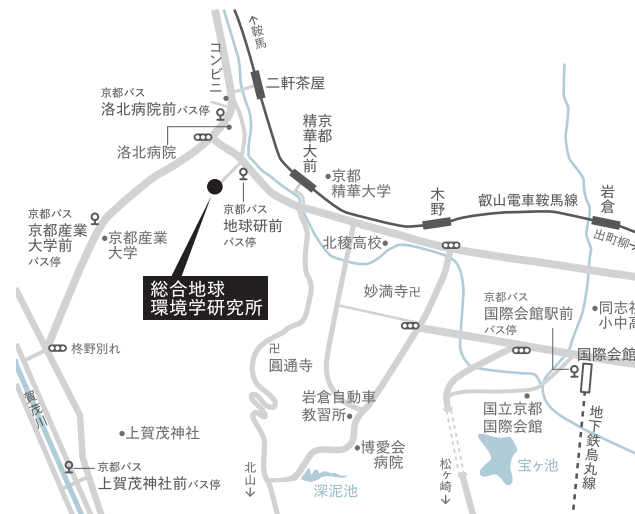 ↑鞍馬
コンビニ
二軒茶屋
京都バス
洛北病院前バス停
洛北病院
京都
精華大前
京都
精華大学
京都バス
地球研前
バス停
木野
叡山電車鞍馬線
岩倉
出町柳→
京都バス
京都産業
大学前
バス停
京都産業
大学
北稜高校
総合地球
環境学研究所
妙満寺卍
京都バス
国際会館駅前
バス停
同志社
小中高
国際会館
柊野別れ
卍
圓通寺
賀茂川
岩倉自動車
教習所
国立京都
国際会館
地下鉄烏丸線
上賀茂神社
博愛会
病院
宝ヶ池
京都バス
上賀茂神社前バス停
北山↓
深泥池
松ヶ崎↓